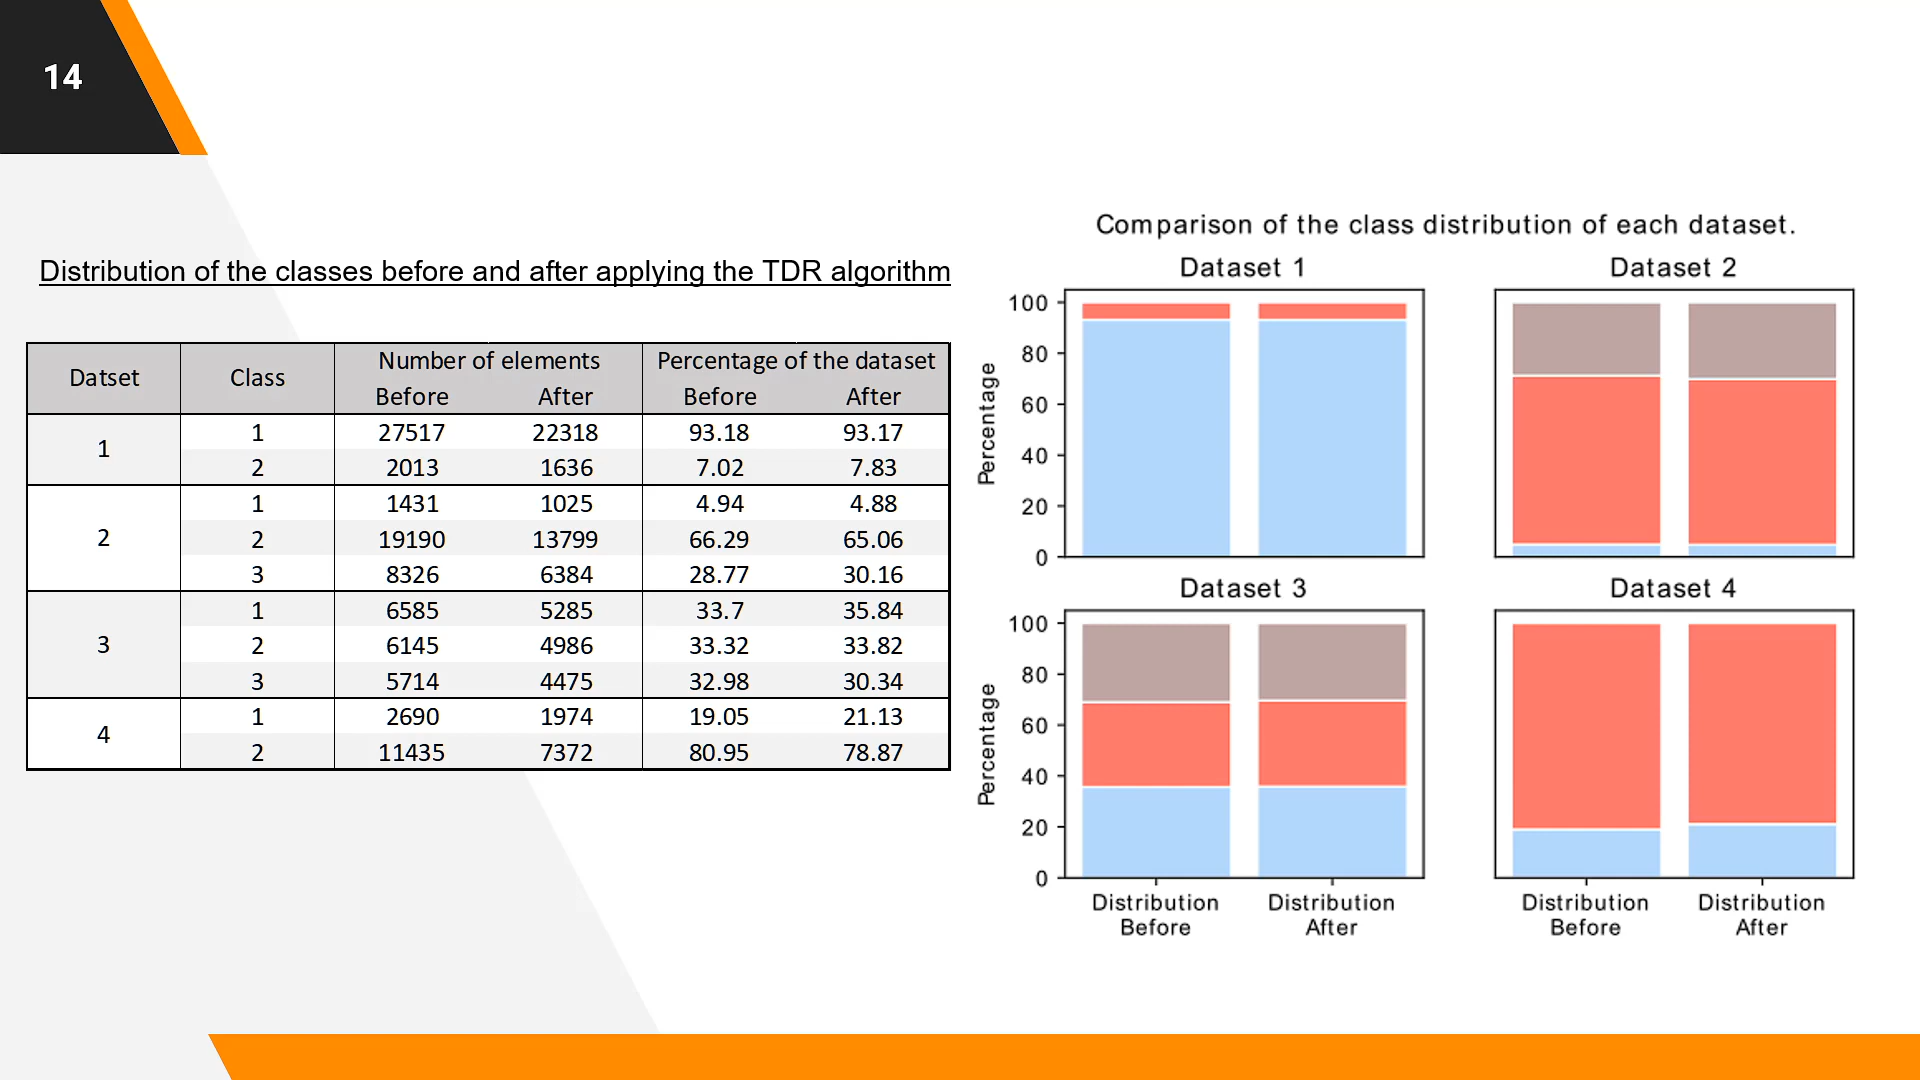 14
Distribution of the classes before and after applying the TDR algorithm
Datset Class Number of elements Percentage of the dataset
Before After Before After
1 1 27517 22318 93.18 93.17
2 2013 1636 7.02 7.83
2 1 1431 1025 4.94 4.88
2 19190 13799 66.29 65.06
3 8326 6384 28.77 30.16
3 1 6585 5285 33.7 35.84
2 6145 4986 33.32 33.82
3 5714 4475 32.98 30.34
4 1 2690 1974 19.05 21.13
2 11435 7372 80.95 78.87
Comparison of the class distribution of each dataset.
Dataset 1
Dataset 2
Percentage
100
80
60
40
20
0
Dataset 3
Dataset 4
Percentage
100
80
60
40
20
0
Distribution Before
Distribution After
Distribution Before
Distribution After